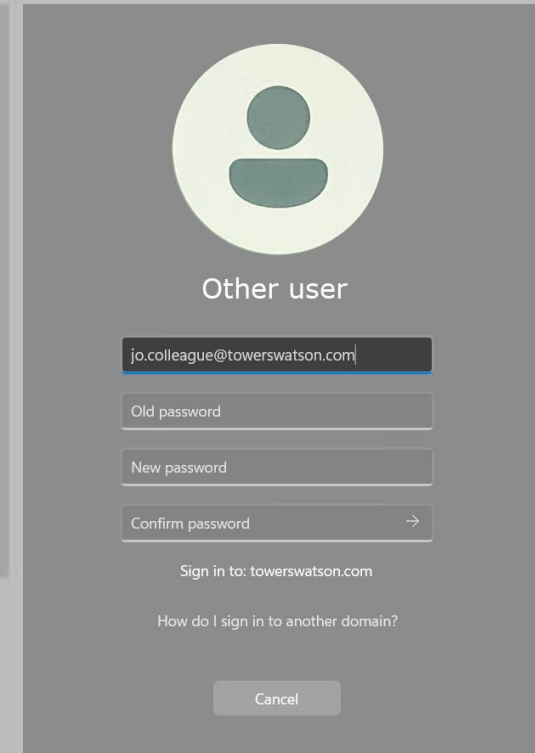 Other user
jo.colleague@towerswatson.com
Old password
New password
Confirm password
Sign in to: towerswatson.com
How do I sign in to another domain?
Cancel